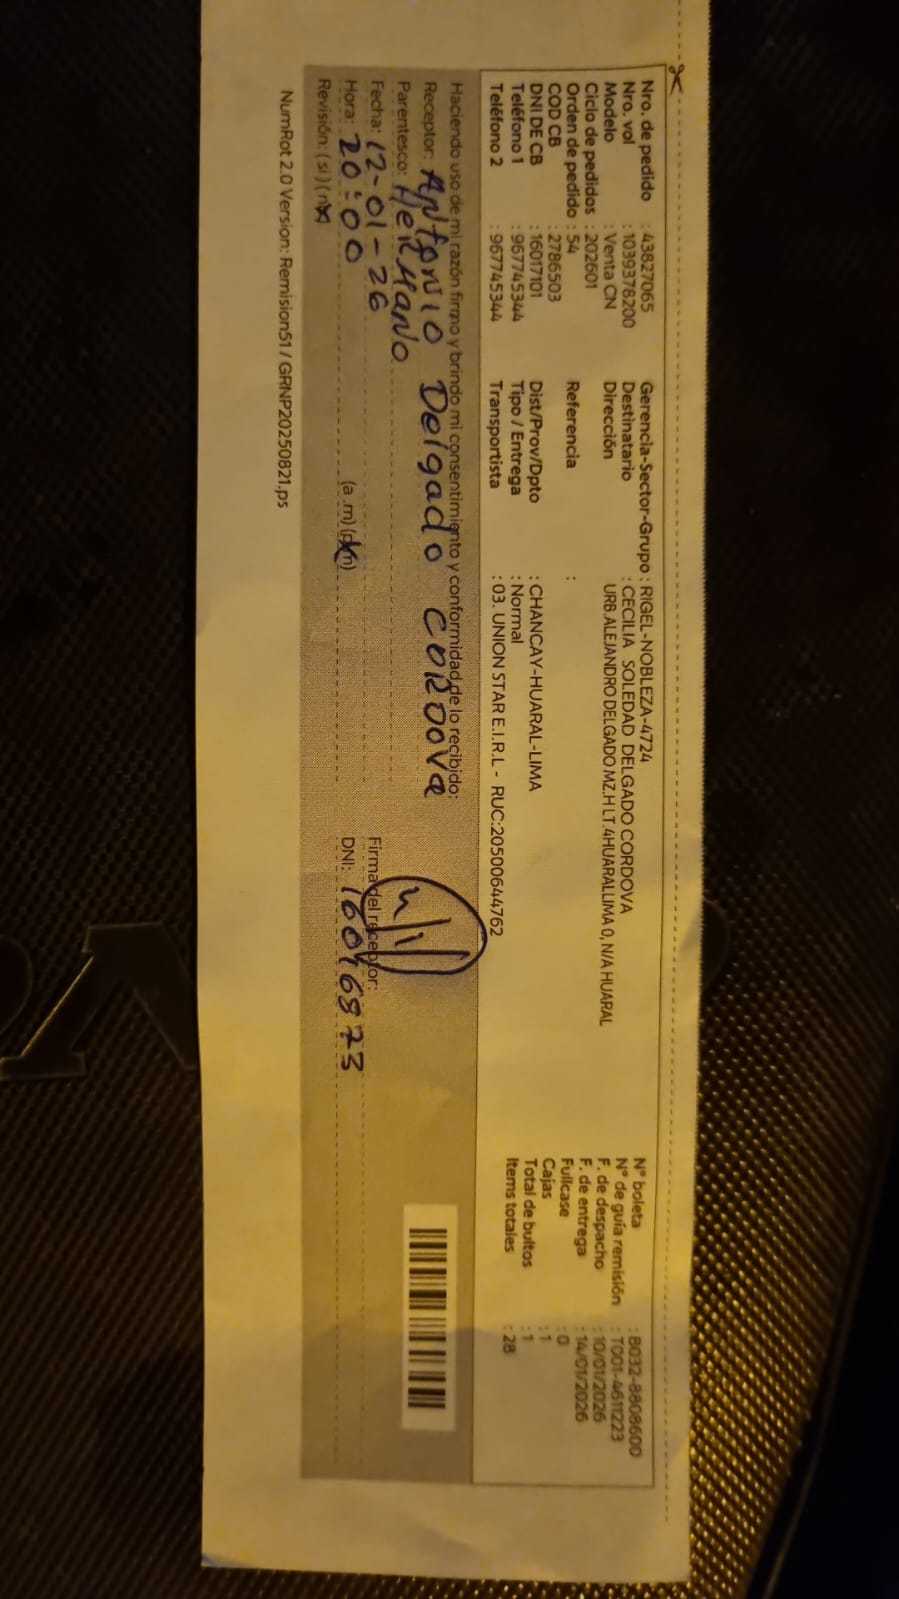 Nro. de pedido : 43827065
Nro. vol : 1039378200
Modelo : Venta CN
Ciclo de pedidos : 202601
Orden de pedido : 54
COD CB : 2786503
DNI DE CB : 16017101
Teléfono 1 : 967745344
Teléfono 2 : 967745344
Gerencia-Sector-Grupo : RIGEL-NOBLEZA-4724
Destinatario : CECILIA SOLEDAD DELGADO CORDOVA
Dirección URB.ALEJANDRO DELGADO MZ.H LT.4HUARALLIMA 0, N/A HUARAL
Referencia :
Dist/Prov/Dpto : CHANCAY-HUARAL-LIMA
Tipo / Entrega : Normal
Transportista : 03. UNION STAR E.I.R.L - RUC:20500644762
N° boleta : B032-8808600
N° de guía remisión : T001-4611223
F. de despacho : 10/01/2026
F. de entrega : 14/01/2026
Fullcase : 0
Cajas : 1
Total de bultos : 1
Items totales : 28
Haciendo uso de mi razón firmo y brindo mi consentimiento y conformidad de lo recibido:
Receptor: Antonio Delgado CORDOVA
Parentesco: HerMano
Fecha: 12-01-26
Hora: 20:00 (a.m) (p.m)
Revisión: (si) (no)
Firma del receptor:
DNI: 16016973
NumRot 2.0 Version: Remision51 / GRNP20250821.ps